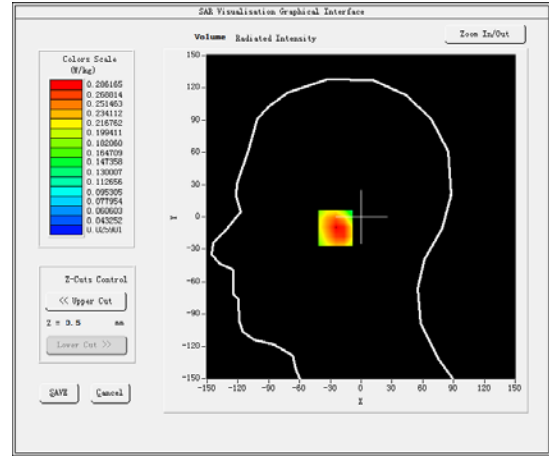 SAR Visualisation Graphical Interface
Volume Radiated Intensity
Zoom In/Out
Colors Scale
(W/kg)
0.286165
0.268814
0.251463
0.234112
0.216762
0.199411
0.182060
0.164709
0.147358
0.130007
0.112656
0.095305
0.077954
0.060603
0.043252
0.025901
Z-Cuts Control
<< Upper Cut
Z = 0.5 mm
Lower Cut >>
SAVE
Cancel
150
120
90
60
30
0
-30
-60
-90
-120
-150
Y
-150 -120 -90 -60 -30 0 30 60 90 120 150
X